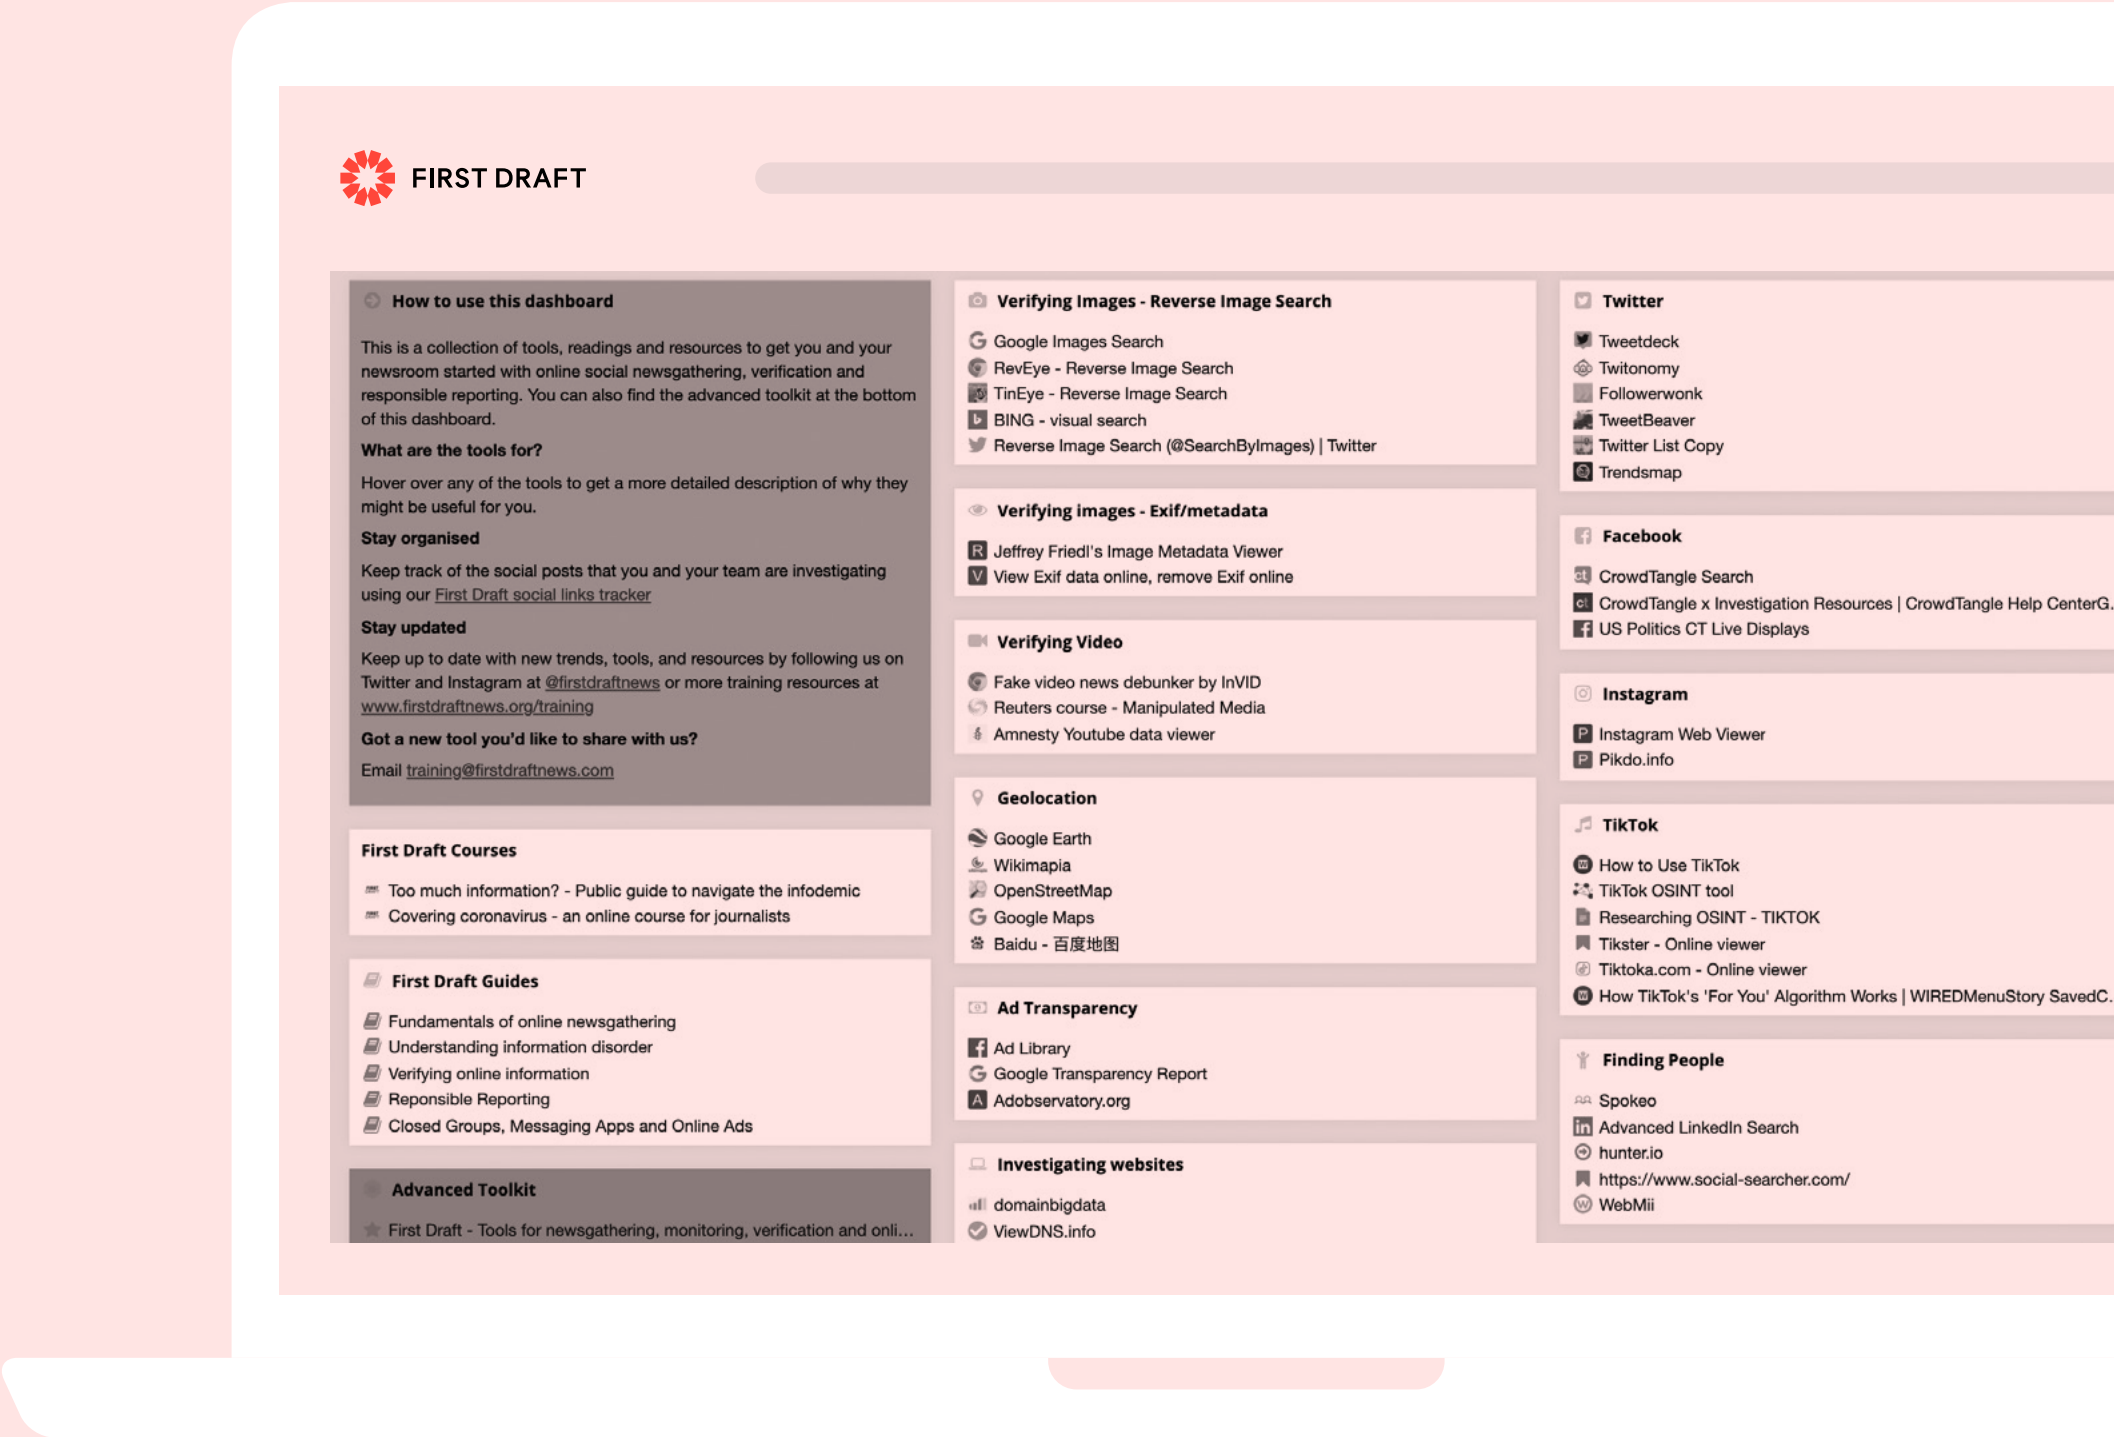 FIRST DRAFT
How to use this dashboard
This is a collection of tools, readings and resources to get you and your
newsroom started with online social newsgathering, verification and
responsible reporting. You can also find the advanced toolkit at the bottom
of this dashboard.
What are the tools for?
Hover over any of the tools to get a more detailed description of why they
might be useful for you.
Stay organised
Keep track of the social posts that you and your team are investigating
using our First Draft social links tracker
Stay updated
Keep up to date with new trends, tools, and resources by following us on
Twitter and Instagram at @firstdraftnews or more training resources at
www.firstdraftnews.org/training
Got a new tool you'd like to share with us?
Email training@firstdraftnews.com
First Draft Courses
Too much information? - Public guide to navigate the infodemic
Covering coronavirus - an online course for journalists
First Draft Guides
Fundamentals of online newsgathering
Understanding information disorder
Verifying online information
Reponsible Reporting
Closed Groups, Messaging Apps and Online Ads
Advanced Toolkit
First Draft - Tools for newsgathering, monitoring, verification and onli...
Verifying Images - Reverse Image Search
Google Images Search
RevEye - Reverse Image Search
TinEye - Reverse Image Search
BING - visual search
Reverse Image Search (@SearchByImages) | Twitter
Verifying images - Exif/metadata
Jeffrey Friedl's Image Metadata Viewer
View Exif data online, remove Exif online
Verifying Video
Fake video news debunker by InVID
Reuters course - Manipulated Media
Amnesty Youtube data viewer
Geolocation
Google Earth
Wikimapia
OpenStreetMap
Google Maps
Baidu - 百度地图
Ad Transparency
Ad Library
Google Transparency Report
Adobservatory.org
Investigating websites
domainbigdata
ViewDNS.info
Twitter
Tweetdeck
Twitonomy
Followerwonk
TweetBeaver
Twitter List Copy
Trendsmap
Facebook
CrowdTangle Search
CrowdTangle x Investigation Resources | CrowdTangle Help CenterG.
US Politics CT Live Displays
Instagram
Instagram Web Viewer
Pikdo.info
TikTok
How to Use TikTok
TikTok OSINT tool
Researching OSINT - TIKTOK
Tikster - Online viewer
Tiktoka.com - Online viewer
How TikTok's 'For You' Algorithm Works | WIREDMenuStory SavedC.
Finding People
Spokeo
Advanced LinkedIn Search
hunter.io
https://www.social-searcher.com/
WebMii